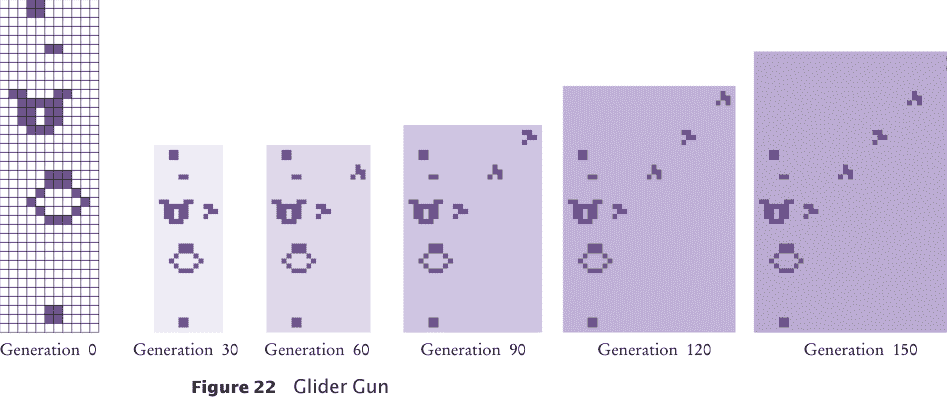 Generation 0
Generation 30
Generation 60
Generation 90
Generation 120
Generation 150
Figure 22 Glider Gun